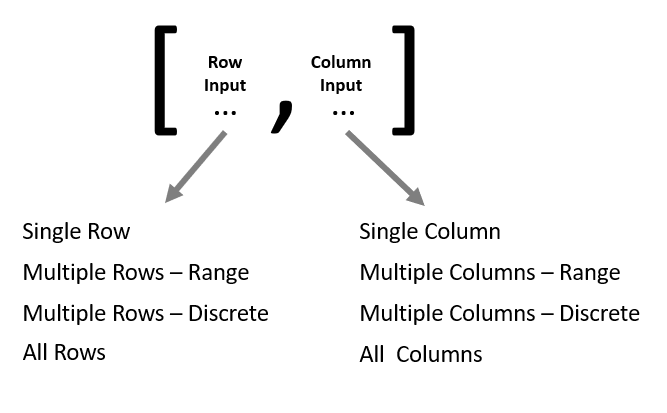 [ Row Input ... , Column Input ... ]
Single Row
Multiple Rows – Range
Multiple Rows – Discrete
All Rows
Single Column
Multiple Columns – Range
Multiple Columns – Discrete
All Columns